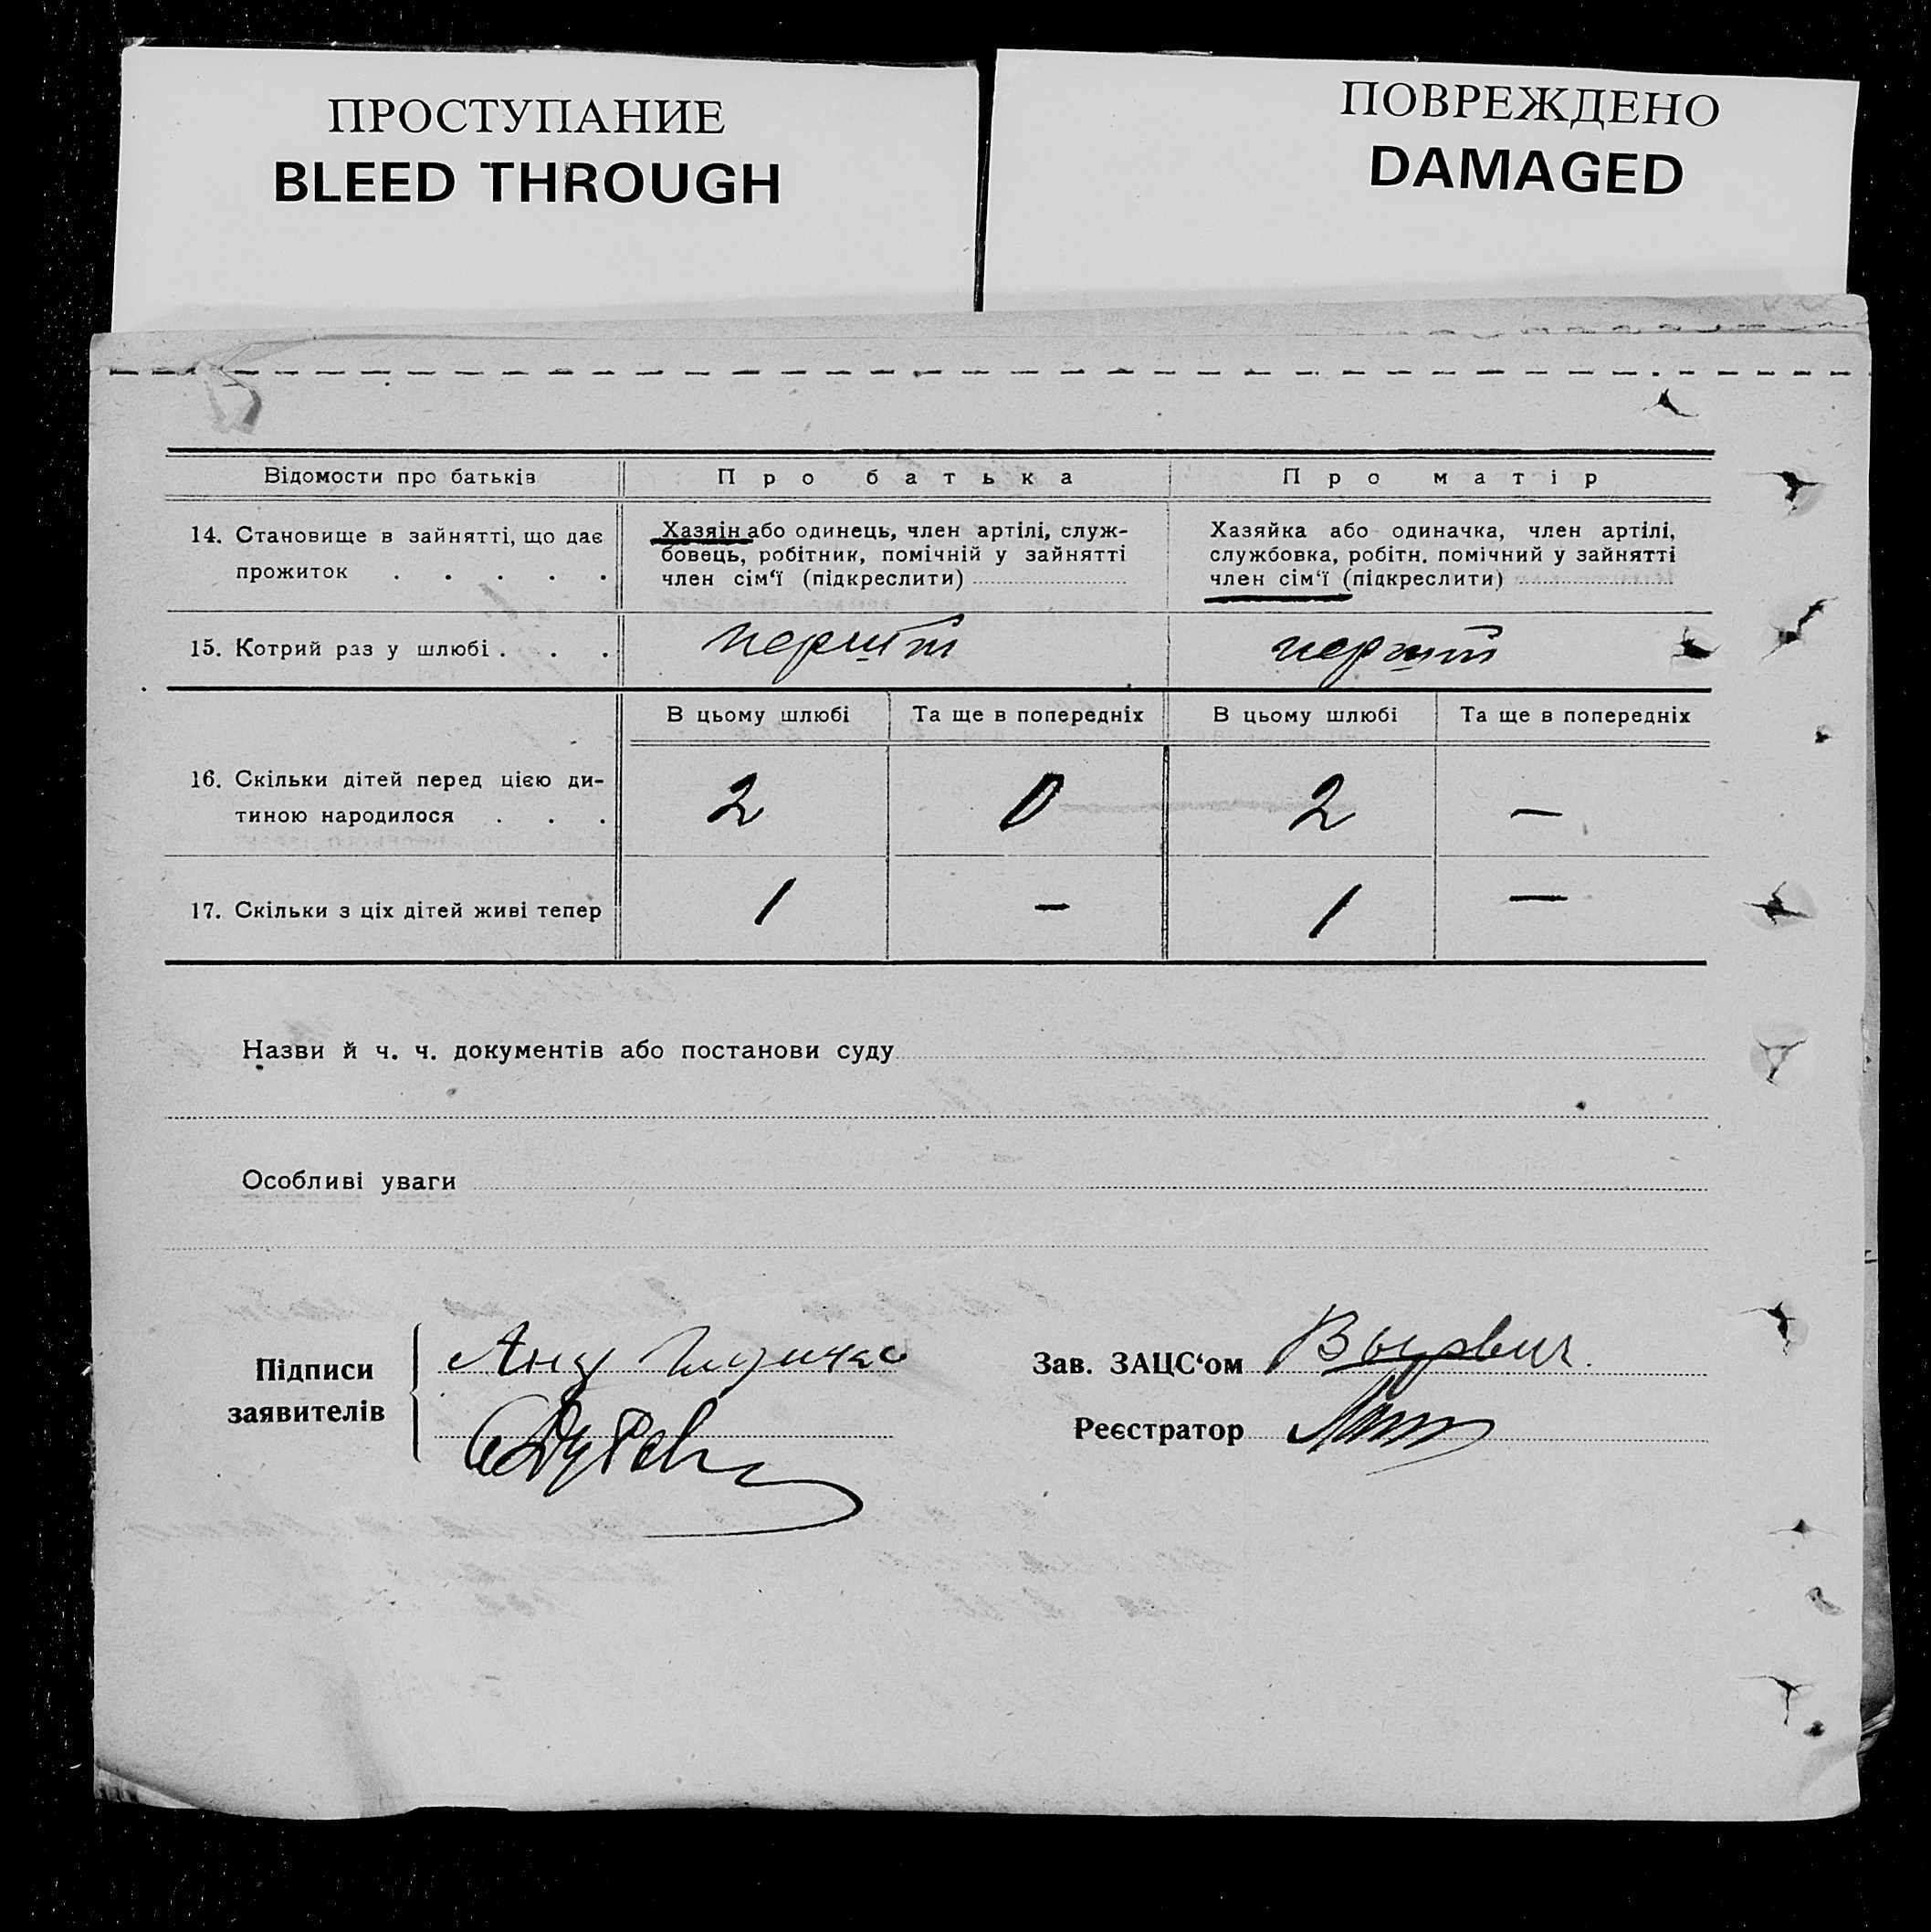 ПРОСТУПАНИЕ
BLEED THROUGH
ПОВРЕЖДЕНО
DAMAGED
Відомости про батьків
Про батька
Про матір
14. Становище в зайнятті, що дає
прожиток . . . . .
Хазяін або одинець, член артілі, служ-
бовець, робітник, помічній у зайнятті
член сім‘ї (підкреслити)
Хазяйка або одиначка, член артілі,
службовка, робітн. помічний у зайнятті
член сім‘ї (підкреслити)
15. Котрий раз у шлюбі . . .
перший
перший
В цьому шлюбі
Та ще в попередніх
В цьому шлюбі
Та ще в попередніх
16. Скільки дітей перед цією ди-
тиною народилося . . .
2
0
2
—
17. Скільки з ціх дітей живі тепер
1
—
1
—
Назви й ч. ч. документів або постанови суду
Особливі уваги
Підписи
заявителів
Зав. ЗАЦС‘ом
Реєстратор